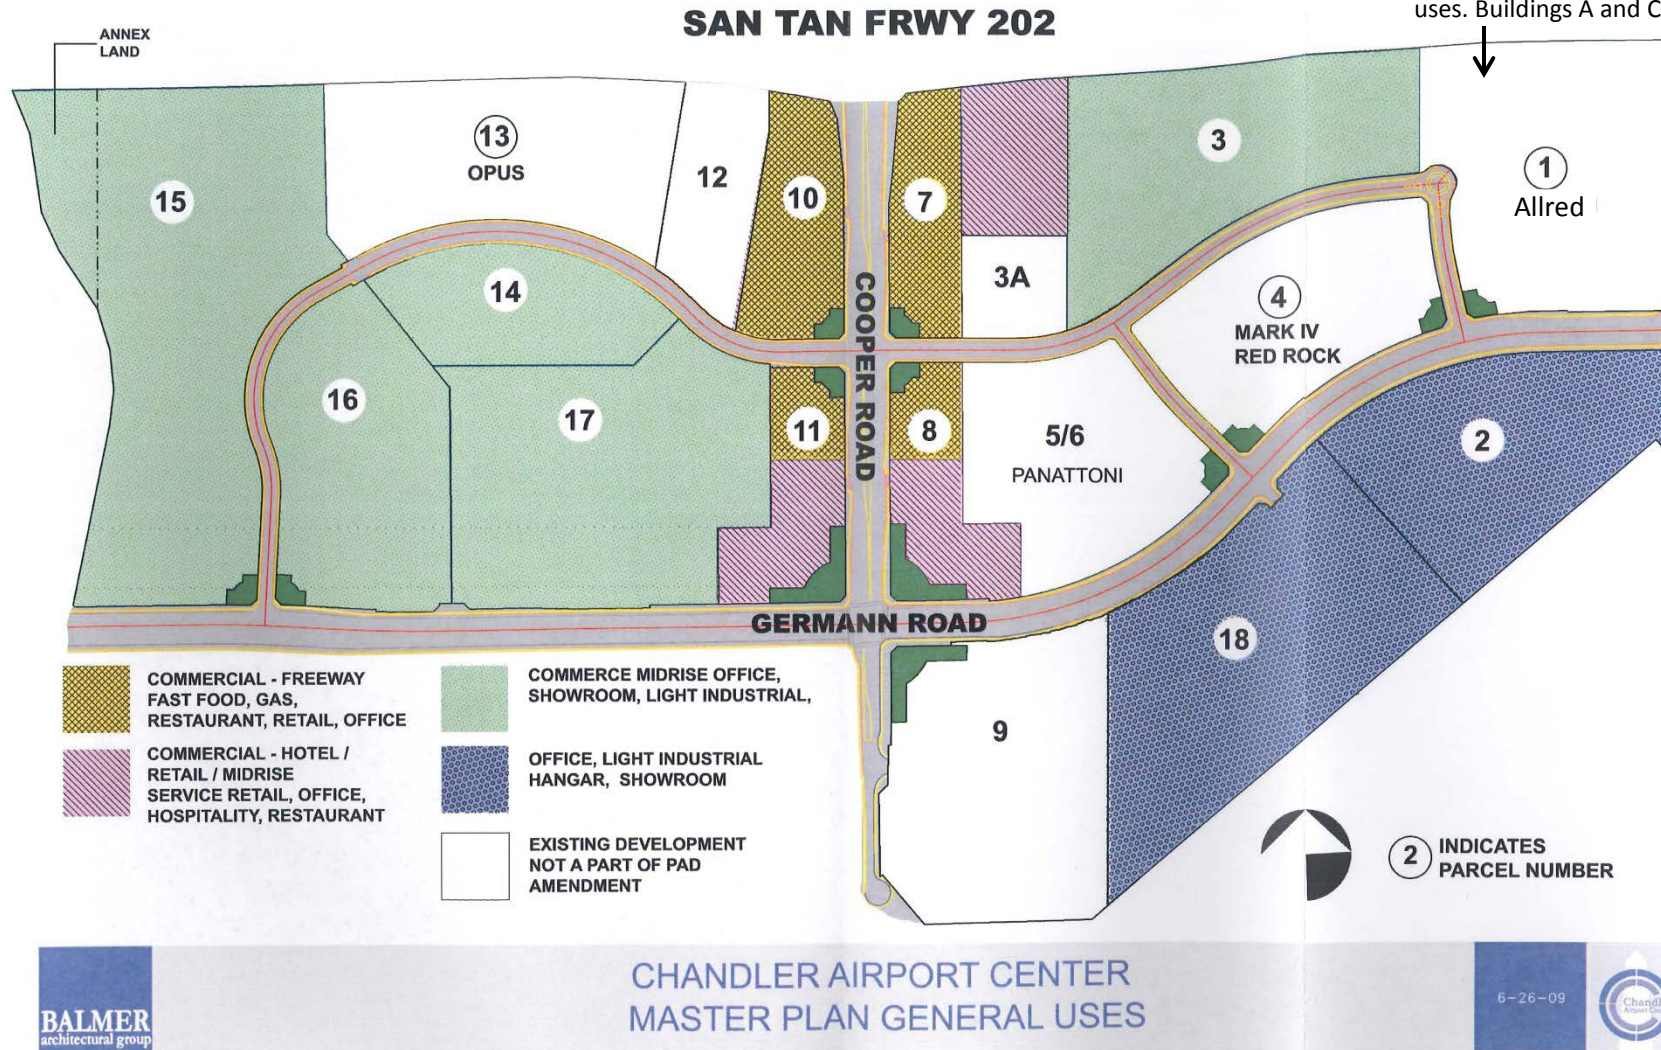 uses. Buildings A and C
SAN TAN FRWY 202
ANNEX
LAND
13
OPUS
12
10
7
3
1
Allred
15
3A
14
4
MARK IV
RED ROCK
COOPER ROAD
16
17
11
8
5/6
PANATTONI
2
GERMANN ROAD
18
9
COMMERCIAL - FREEWAY
FAST FOOD, GAS,
RESTAURANT, RETAIL, OFFICE
COMMERCIAL - HOTEL /
RETAIL / MIDRISE
SERVICE RETAIL, OFFICE,
HOSPITALITY, RESTAURANT
COMMERCE MIDRISE OFFICE,
SHOWROOM, LIGHT INDUSTRIAL,
OFFICE, LIGHT INDUSTRIAL
HANGAR, SHOWROOM
EXISTING DEVELOPMENT
NOT A PART OF PAD
AMENDMENT
2
INDICATES
PARCEL NUMBER
BALMER
architectural group
CHANDLER AIRPORT CENTER
MASTER PLAN GENERAL USES
6-26-09